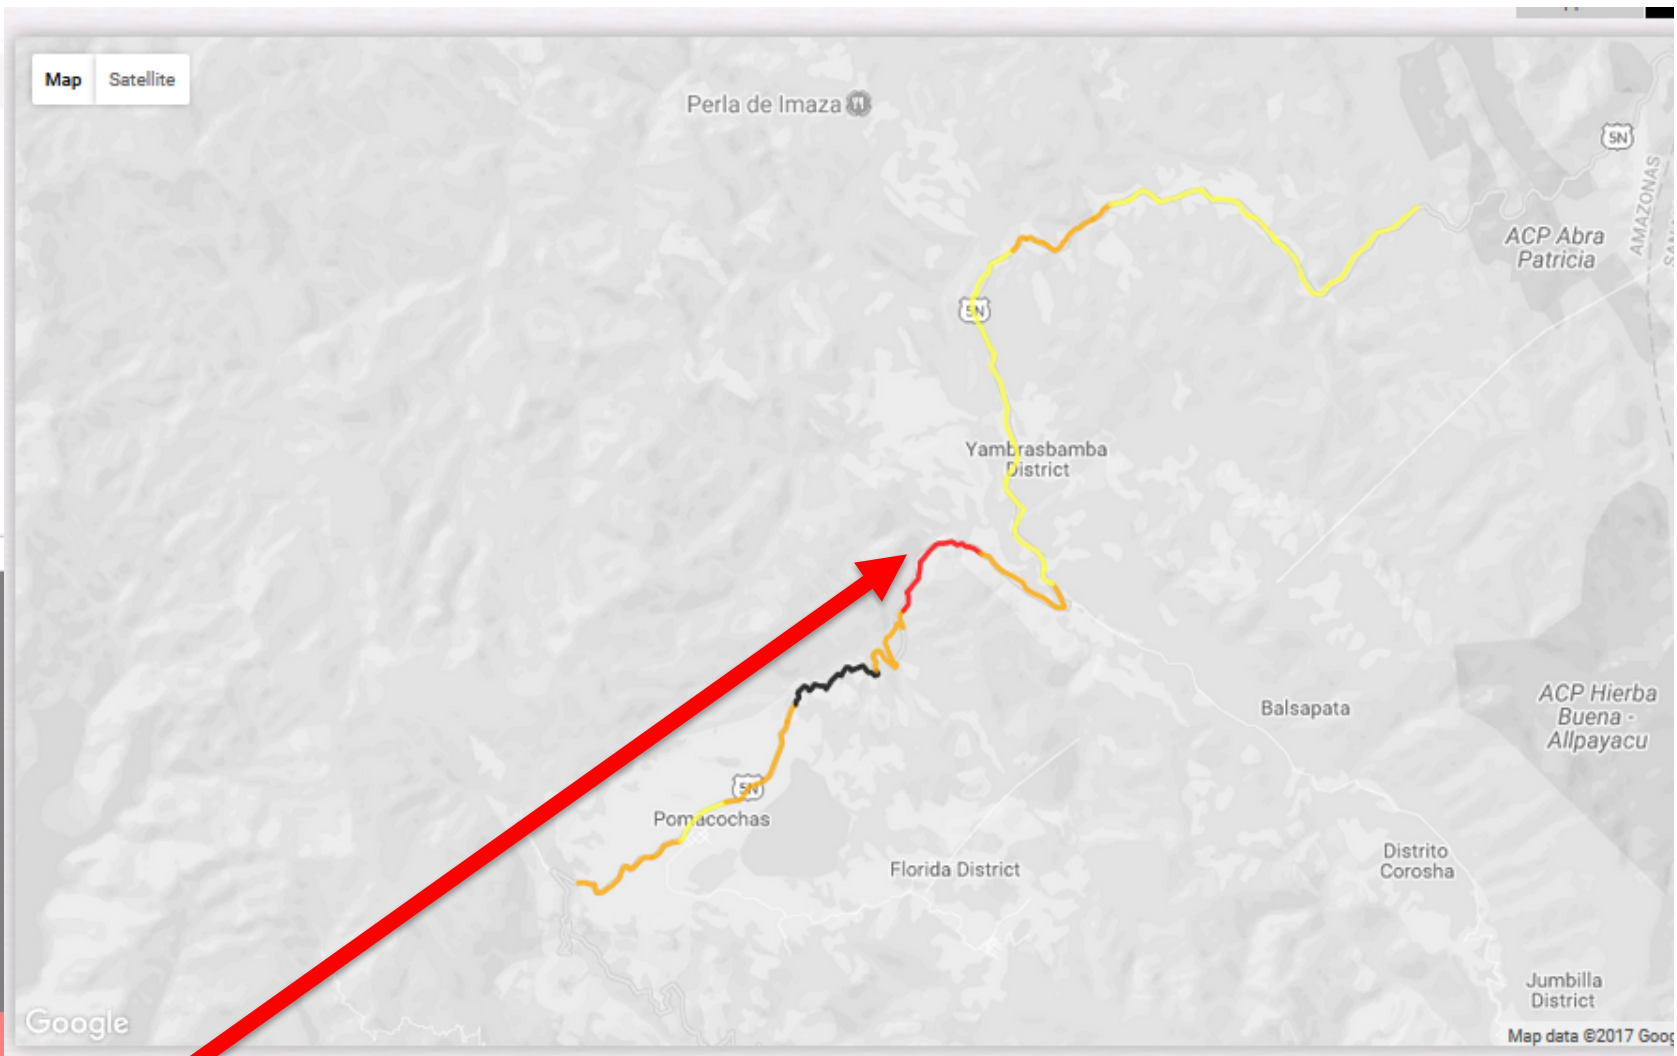 Map Satellite
Perla de Imaza
5N
AMAZONAS
ACP Abra
Patricia
5N
Yambrasbamba
District
ACP Hierba
Buena -
Allpayacu
Balsapata
5N
Pomacochas
Florida District
Distrito
Corosha
Jumbilla
District
Google
Map data ©2017 Goog